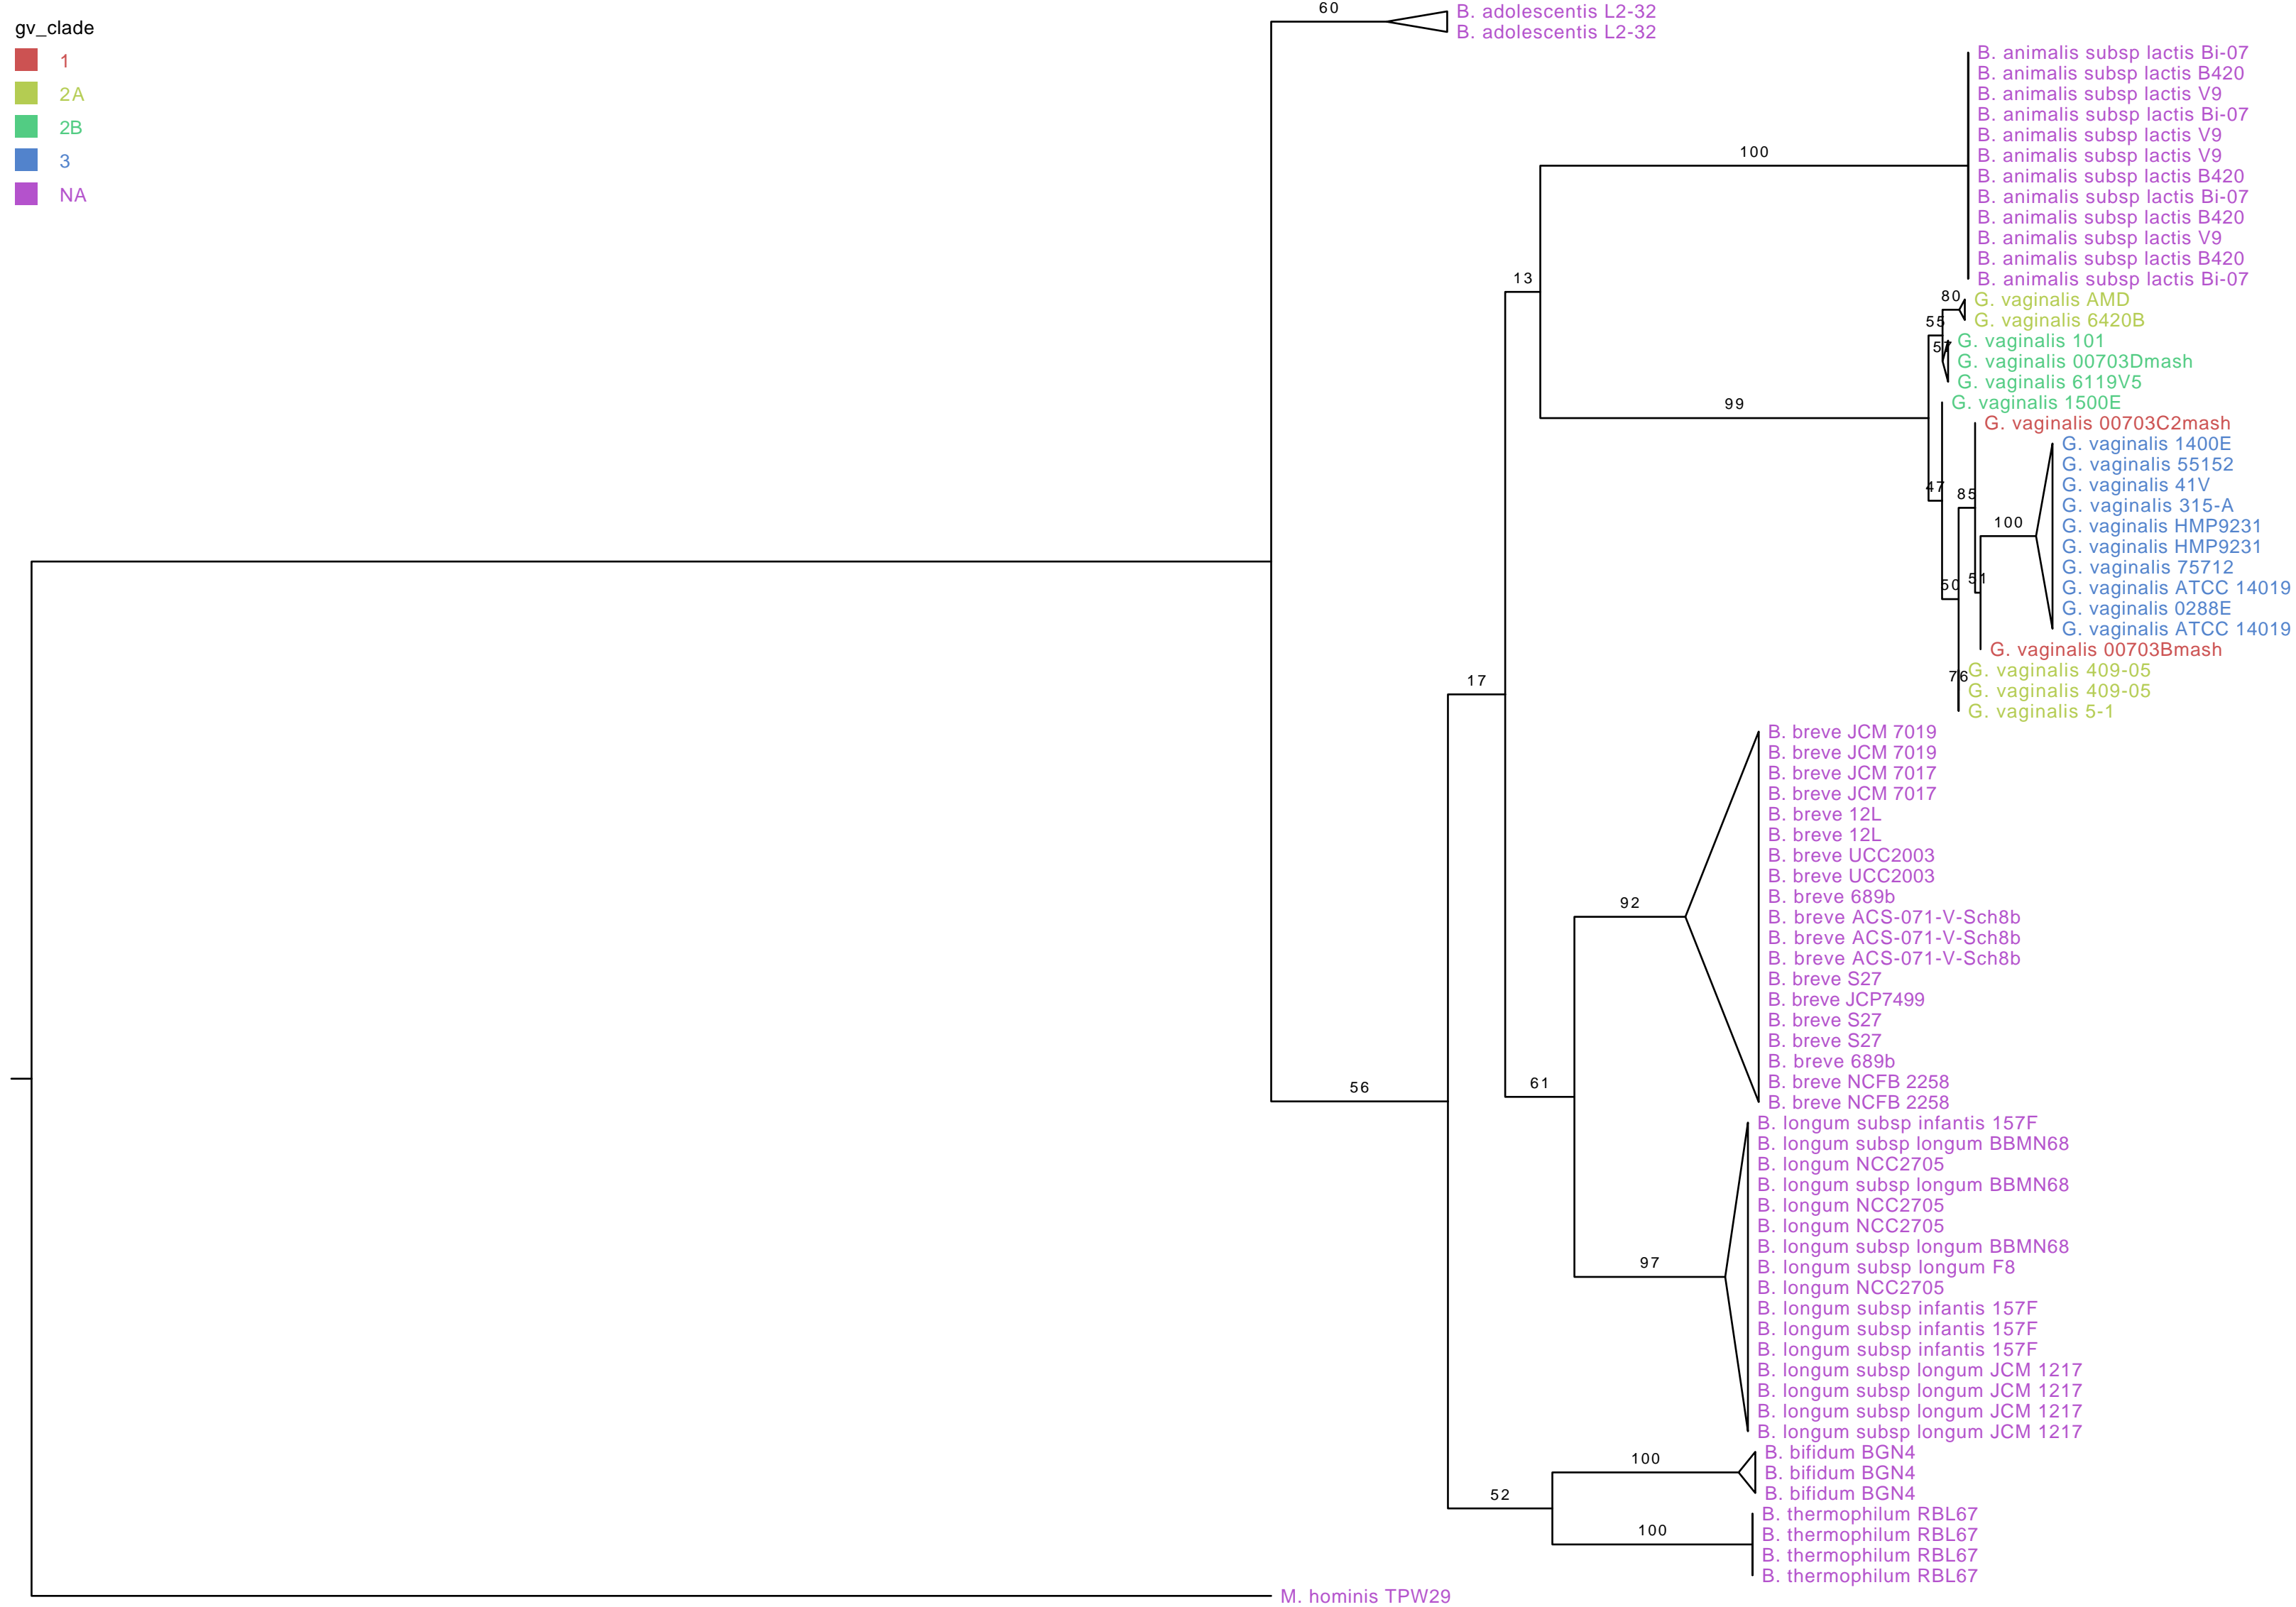 gv_clade
1
2A
2B
3
NA
60
B. adolescentis L2-32
B. adolescentis L2-32
B. animalis subsp lactis Bi-07
B. animalis subsp lactis B420
B. animalis subsp lactis V9
B. animalis subsp lactis Bi-07
B. animalis subsp lactis V9
100
B. animalis subsp lactis V9
B. animalis subsp lactis B420
B. animalis subsp lactis Bi-07
B. animalis subsp lactis B420
B. animalis subsp lactis V9
B. animalis subsp lactis B420
13
B. animalis subsp lactis Bi-07
80
G. vaginalis AMD
55
G. vaginalis 6420B
57
G. vaginalis 101
G. vaginalis 00703Dmash
G. vaginalis 6119V5
99
G. vaginalis 1500E
G. vaginalis 00703C2mash
G. vaginalis 1400E
G. vaginalis 55152
47
85
G. vaginalis 41V
G. vaginalis 315-A
100
G. vaginalis HMP9231
G. vaginalis HMP9231
G. vaginalis 75712
50
51
G. vaginalis ATCC 14019
G. vaginalis 0288E
G. vaginalis ATCC 14019
G. vaginalis 00703Bmash
17
76
G. vaginalis 409-05
G. vaginalis 409-05
G. vaginalis 5-1
B. breve JCM 7019
B. breve JCM 7019
B. breve JCM 7017
B. breve JCM 7017
B. breve 12L
B. breve 12L
B. breve UCC2003
B. breve UCC2003
92
B. breve 689b
B. breve ACS-071-V-Sch8b
B. breve ACS-071-V-Sch8b
B. breve ACS-071-V-Sch8b
B. breve S27
B. breve JCP7499
B. breve S27
B. breve S27
B. breve 689b
56
61
B. breve NCFB 2258
B. breve NCFB 2258
B. longum subsp infantis 157F
B. longum subsp longum BBMN68
B. longum NCC2705
B. longum subsp longum BBMN68
B. longum NCC2705
B. longum NCC2705
B. longum subsp longum BBMN68
97
B. longum subsp longum F8
B. longum NCC2705
B. longum subsp infantis 157F
B. longum subsp infantis 157F
B. longum subsp infantis 157F
B. longum subsp longum JCM 1217
B. longum subsp longum JCM 1217
B. longum subsp longum JCM 1217
B. longum subsp longum JCM 1217
100
B. bifidum BGN4
B. bifidum BGN4
52
B. bifidum BGN4
B. thermophilum RBL67
100
B. thermophilum RBL67
B. thermophilum RBL67
B. thermophilum RBL67
M. hominis TPW29